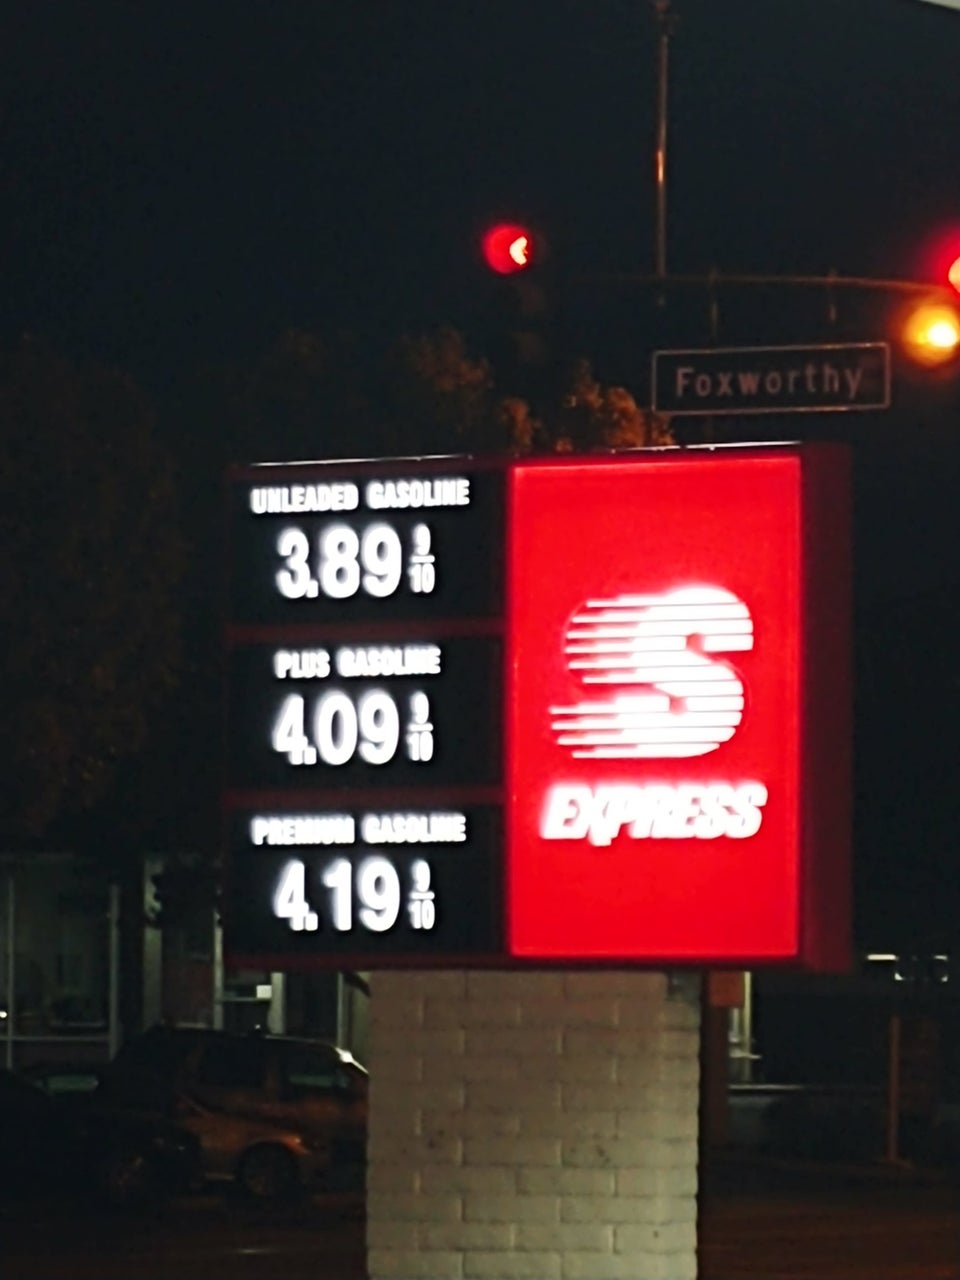 Foxworthy
UNLEADED GASOLINE
3.89 9/10
PLUS GASOLINE
4.09 9/10
PREMIUM GASOLINE
4.19 9/10
S
EXPRESS